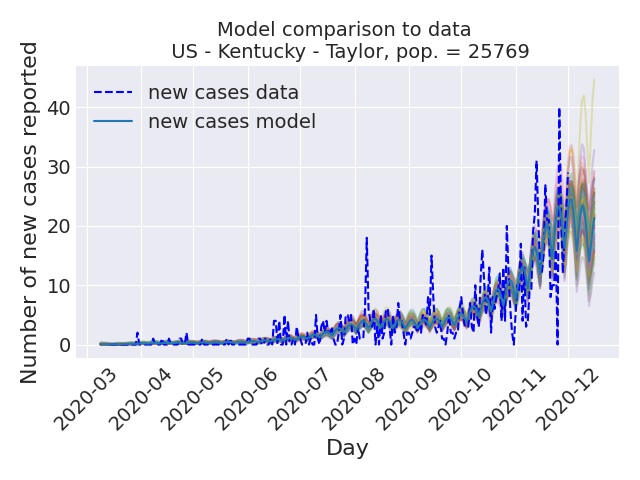 Model comparison to data
US - Kentucky - Taylor, pop. = 25769
Number of new cases reported
40
30
20
10
0
new cases data
new cases model
2020-03
2020-04
2020-05
2020-06
2020-07
2020-08
2020-09
2020-10
2020-11
2020-12
Day